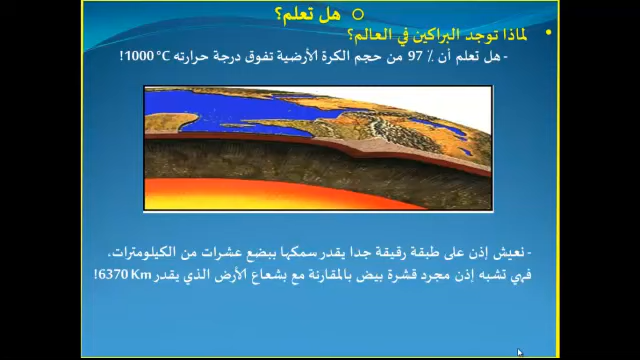 هل تعلم؟
لماذا توجد البراكين في العالم؟
- هل تعلم أن ٪ 97 من حجم الكرة الأرضية تفوق درجة حرارته 1000 °C!
- نعيش إذن على طبقة رقيقة جدا يقدر سمكها ببضع عشرات من الكيلومترات،
فهي تشبه إذن مجرد قشرة بيض بالمقارنة مع شعاع الأرض الذي يقدر 6370 Km!